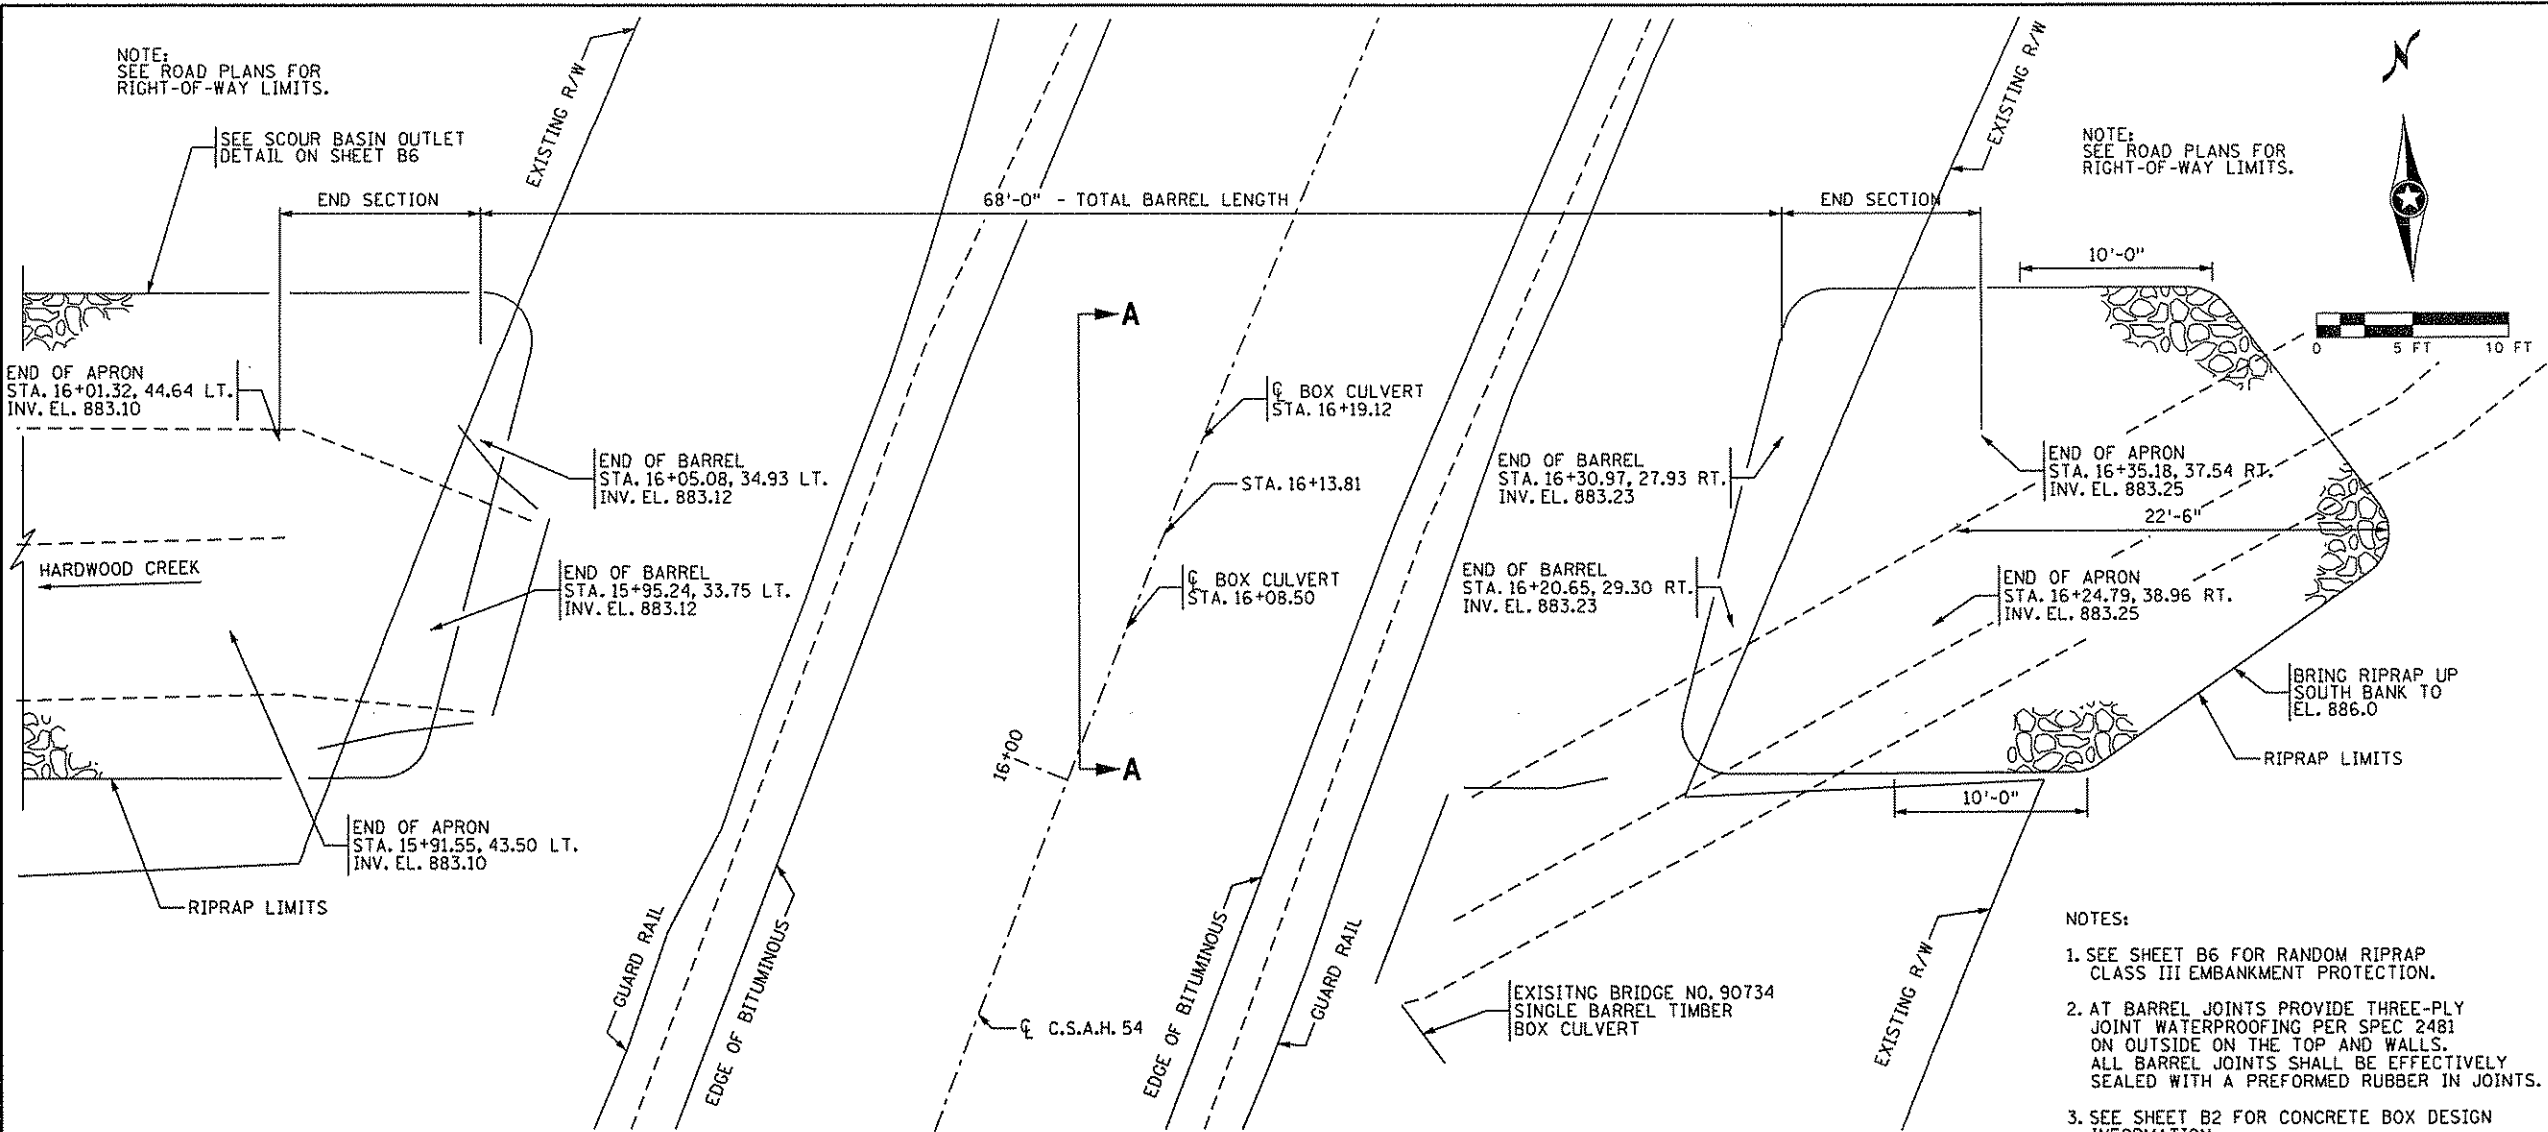 NOTE:
SEE ROAD PLANS FOR
RIGHT-OF-WAY LIMITS.
SEE SCOUR BASIN OUTLET
DETAIL ON SHEET B6
EXISTING R/W
END SECTION
68'-0" - TOTAL BARREL LENGTH
END SECTION
EXISTING R/W
NOTE:
SEE ROAD PLANS FOR
RIGHT-OF-WAY LIMITS.
N
10'-0"
0 5 FT 10 FT
A
END OF APRON
STA. 16+01.32, 44.64 LT.
INV. EL. 883.10
END OF BARREL
STA. 16+05.08, 34.93 LT.
INV. EL. 883.12
℄ BOX CULVERT
STA. 16+19.12
STA. 16+13.81
END OF BARREL
STA. 16+30.97, 27.93 RT.
INV. EL. 883.23
END OF APRON
STA. 16+35.18, 37.54 RT.
INV. EL. 883.25
22'-6"
HARDWOOD CREEK
END OF BARREL
STA. 15+95.24, 33.75 LT.
INV. EL. 883.12
℄ BOX CULVERT
STA. 16+08.50
END OF BARREL
STA. 16+20.65, 29.30 RT.
INV. EL. 883.23
END OF APRON
STA. 16+24.79, 38.96 RT.
INV. EL. 883.25
BRING RIPRAP UP
SOUTH BANK TO
EL. 886.0
RIPRAP LIMITS
16+00
A
10'-0"
END OF APRON
STA. 15+91.55, 43.50 LT.
INV. EL. 883.10
RIPRAP LIMITS
GUARD RAIL
EDGE OF BITUMINOUS
℄ C.S.A.H. 54
EDGE OF BITUMINOUS
GUARD RAIL
EXISITNG BRIDGE NO. 90734
SINGLE BARREL TIMBER
BOX CULVERT
EXISTING R/W
NOTES:
1. SEE SHEET B6 FOR RANDOM RIPRAP
CLASS III EMBANKMENT PROTECTION.
2. AT BARREL JOINTS PROVIDE THREE-PLY
JOINT WATERPROOFING PER SPEC 2481
ON OUTSIDE ON THE TOP AND WALLS.
ALL BARREL JOINTS SHALL BE EFFECTIVELY
SEALED WITH A PREFORMED RUBBER IN JOINTS.
3. SEE SHEET B2 FOR CONCRETE BOX DESIGN